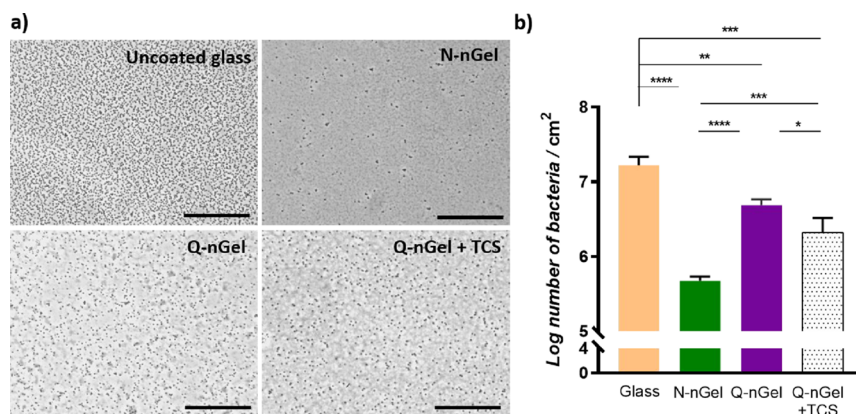 a)
Uncoated glass
N-nGel
Q-nGel
Q-nGel + TCS
b)
***
**
****
***
****
*
Log number of bacteria / cm²
8
7
6
5
4
0
Glass
N-nGel
Q-nGel
Q-nGel
+TCS